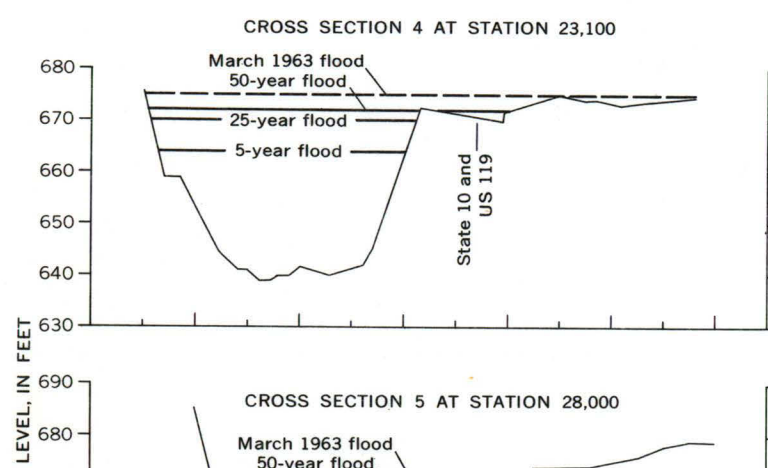 CROSS SECTION 4 AT STATION 23,100
680
March 1963 flood
50-year flood
670
25-year flood
660
5-year flood
State 10 and
US 119
650
640
630
LEVEL, IN FEET
690
CROSS SECTION 5 AT STATION 28,000
680
March 1963 flood
50-year flood